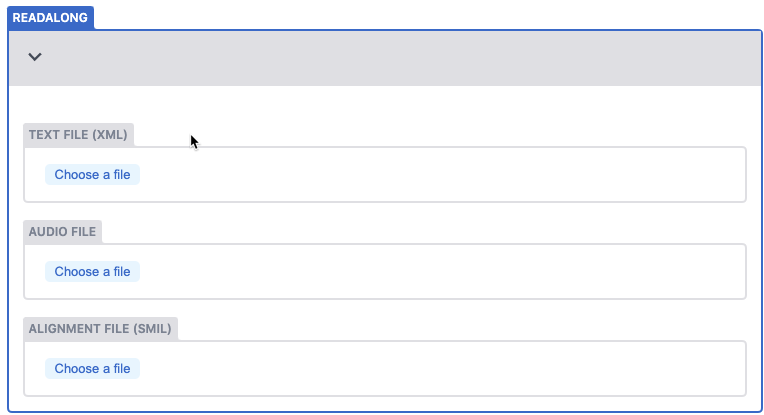 READALONG
TEXT FILE (XML)
Choose a file
AUDIO FILE
Choose a file
ALIGNMENT FILE (SMIL)
Choose a file